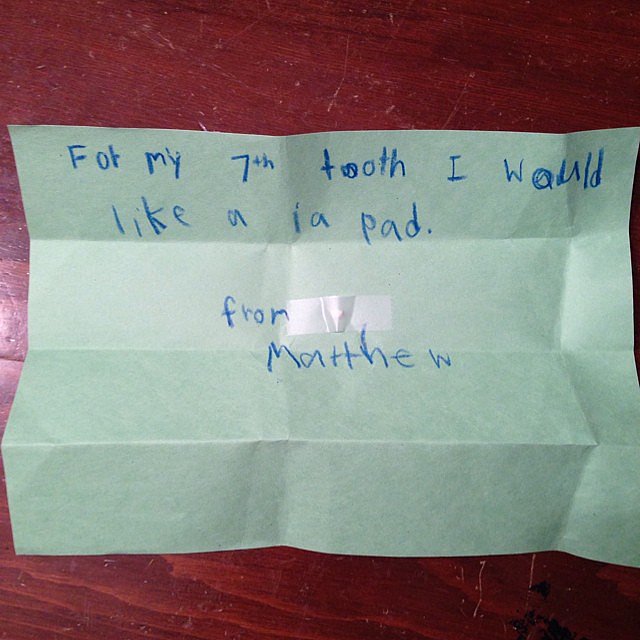 For my 7th tooth I would
like a ia pad.
from
Matthew